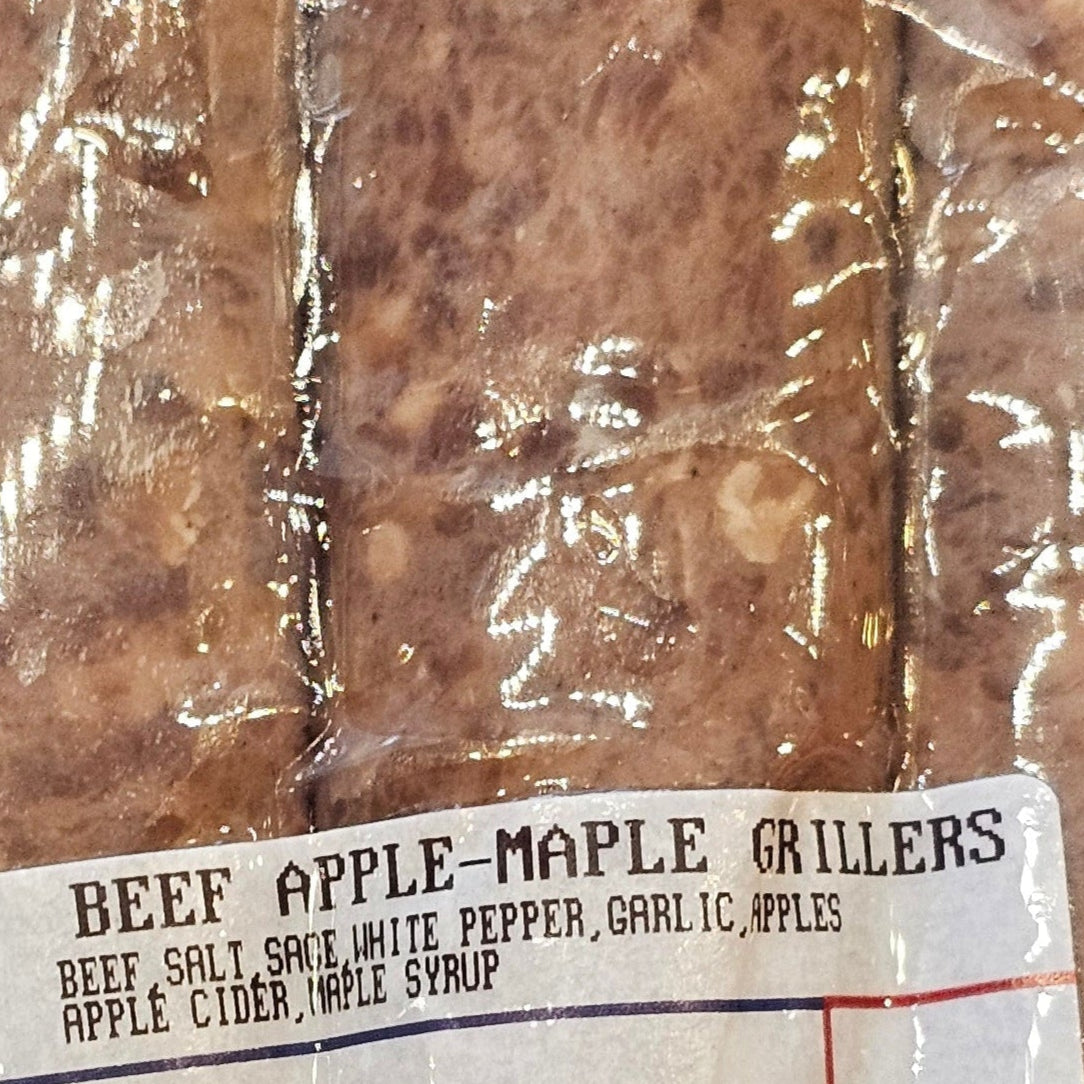 BEEF APPLE-MAPLE GRILLERS
BEEF,SALT,SAGE,WHITE PEPPER,GARLIC,APPLES
APPLE CIDER,MAPLE SYRUP